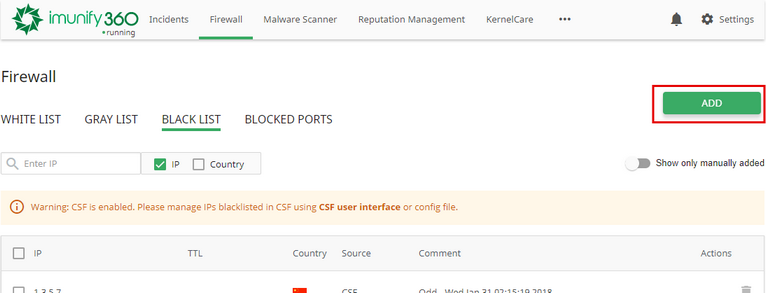 imunify360 Incidents Firewall Malware Scanner Reputation Management KernelCare ••• Settings
• running
Firewall
ADD
WHITE LIST GRAY LIST BLACK LIST BLOCKED PORTS
Enter IP IP Country Show only manually added
Warning: CSF is enabled. Please manage IPs blacklisted in CSF using CSF user interface or config file.
IP TTL Country Source Comment Actions
1.3.5.7 CSF Odd - Wed Jan 31 02:15:19 2018